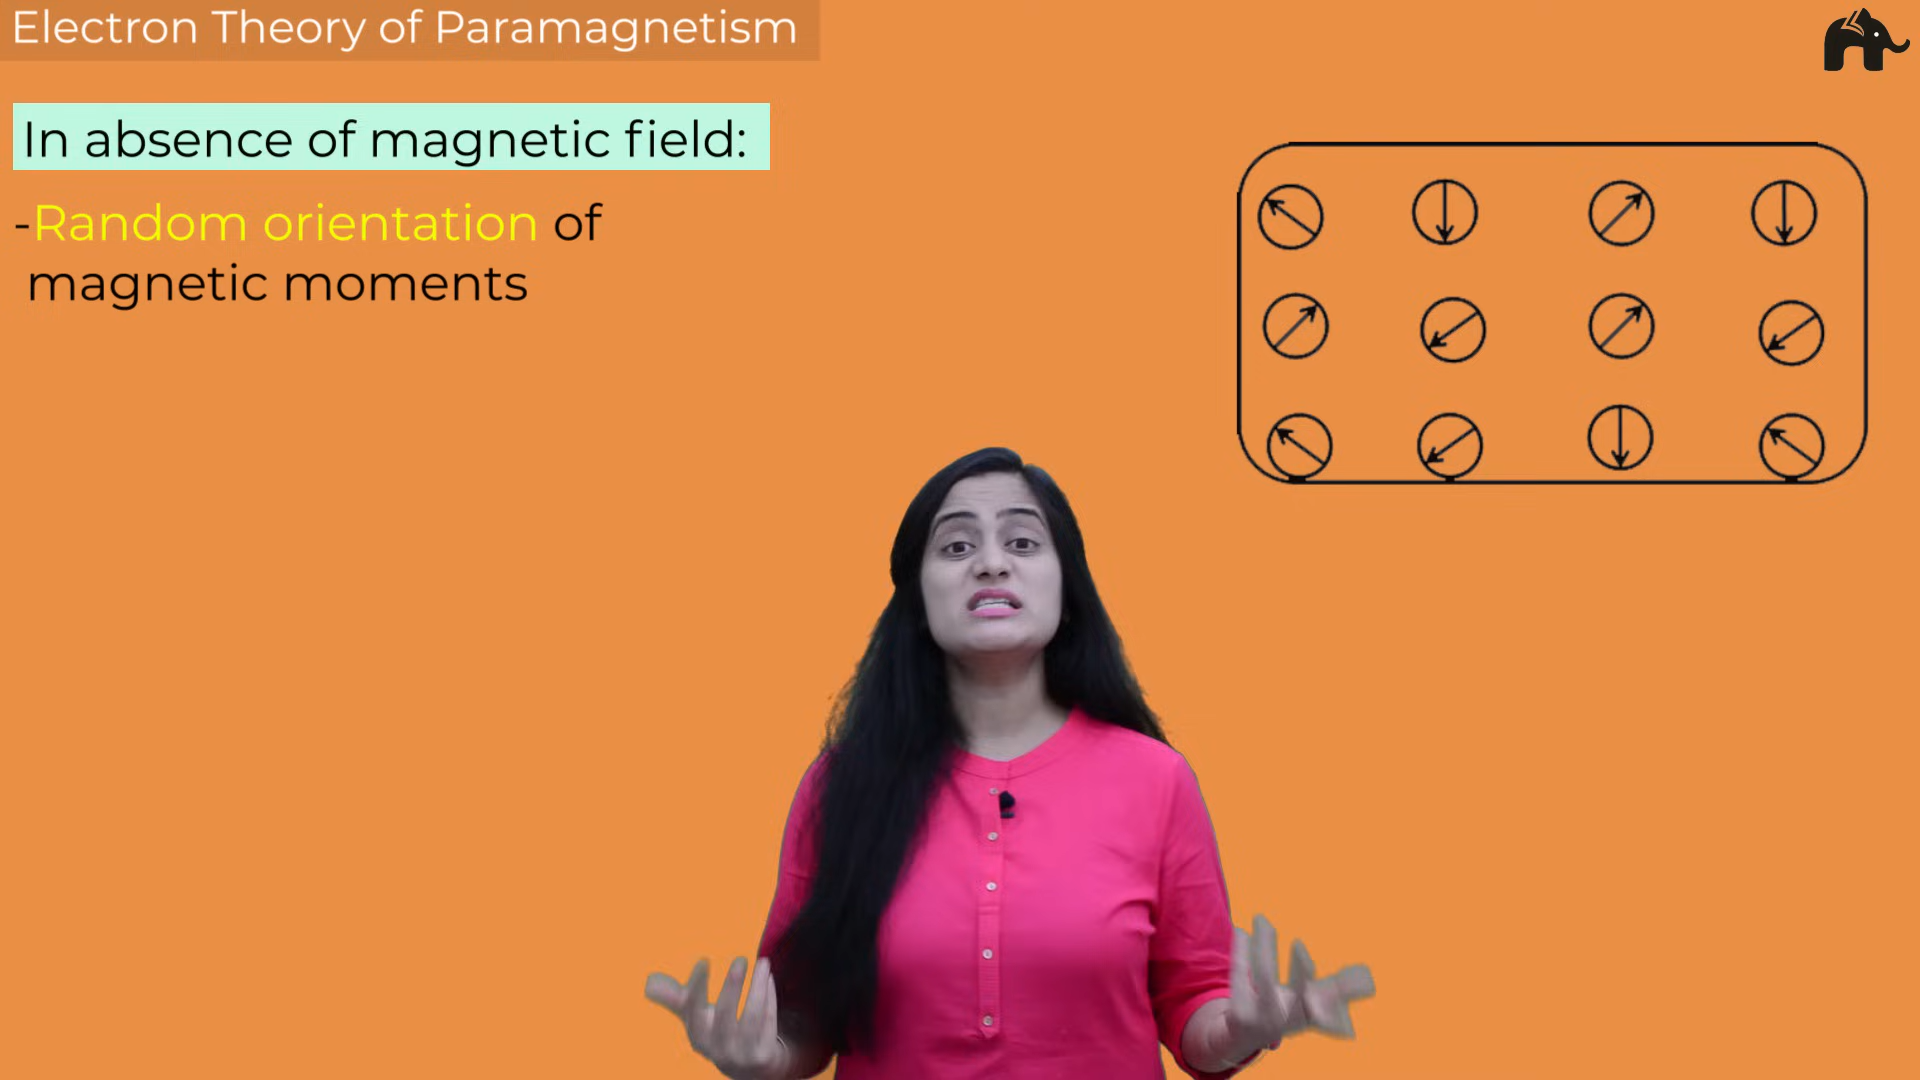 Electron Theory of Paramagnetism
In absence of magnetic field:
-Random orientation of
magnetic moments